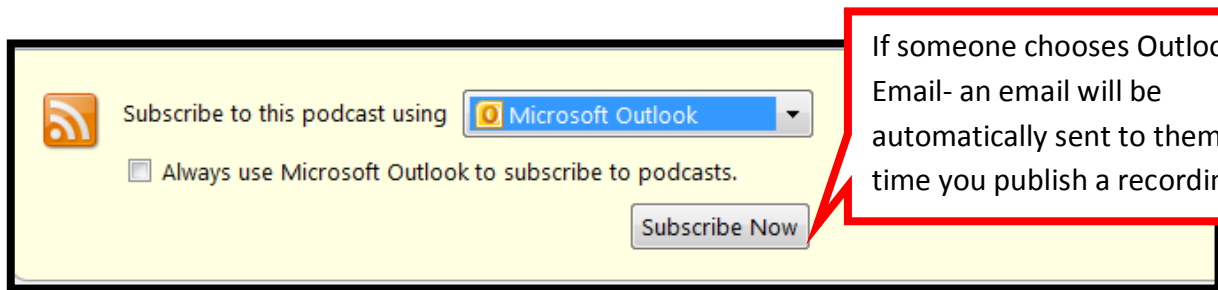 Subscribe to this podcast using Microsoft Outlook
Always use Microsoft Outlook to subscribe to podcasts.
Subscribe Now
If someone chooses
Email- an email will be
automatically sent to them
time you publish a